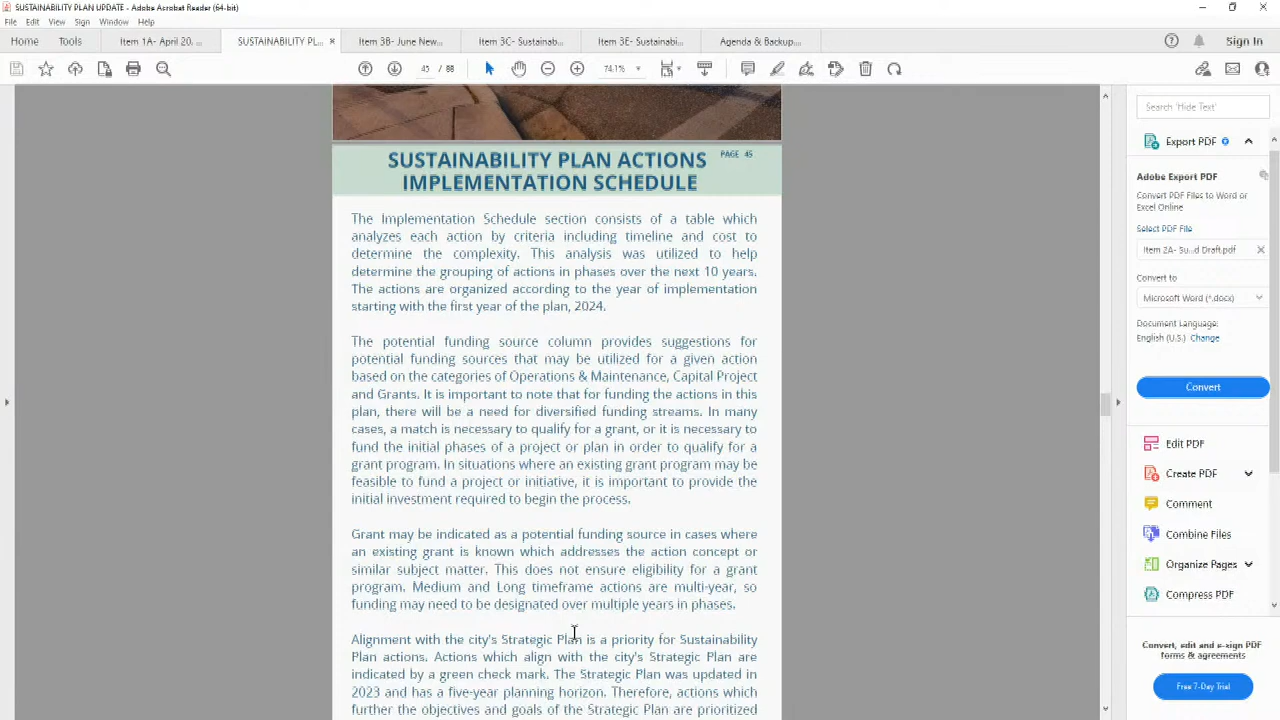 SUSTAINABILITY PLAN UPDATE - Adobe Acrobat Reader (64-bit)
File Edit View Sign Window Help
Home Tools Item 1A- April 20, ... SUSTAINABILITY PL... × Item 3B- June New... Item 3C- Sustainab... Item 3E- Sustainabi... Agenda & Backup... Sign In
45 / 88 74.1% Search 'Hide Text'
SUSTAINABILITY PLAN ACTIONS
IMPLEMENTATION SCHEDULE
PAGE 45
The Implementation Schedule section consists of a table which
analyzes each action by criteria including timeline and cost to
determine the complexity. This analysis was utilized to help
determine the grouping of actions in phases over the next 10 years.
The actions are organized according to the year of implementation
starting with the first year of the plan, 2024.
The potential funding source column provides suggestions for
potential funding sources that may be utilized for a given action
based on the categories of Operations & Maintenance, Capital Project
and Grants. It is important to note that for funding the actions in this
plan, there will be a need for diversified funding streams. In many
cases, a match is necessary to qualify for a grant, or it is necessary to
fund the initial phases of a project or plan in order to qualify for a
grant program. In situations where an existing grant program may be
feasible to fund a project or initiative, it is important to provide the
initial investment required to begin the process.
Grant may be indicated as a potential funding source in cases where
an existing grant is known which addresses the action concept or
similar subject matter. This does not ensure eligibility for a grant
program. Medium and Long timeframe actions are multi-year, so
funding may need to be designated over multiple years in phases.
Alignment with the city's Strategic Plan is a priority for Sustainability
Plan actions. Actions which align with the city's Strategic Plan are
indicated by a green check mark. The Strategic Plan was updated in
2023 and has a five-year planning horizon. Therefore, actions which
further the objectives and goals of the Strategic Plan are prioritized
Export PDF
Adobe Export PDF
Convert PDF Files to Word or
Excel Online
Select PDF File
Item 2A- Su...d Draft.pdf
Convert to
Microsoft Word (*.docx)
Document Language:
English (U.S.) Change
Convert
Edit PDF
Create PDF
Comment
Combine Files
Organize Pages
Compress PDF
Convert, edit and e-sign PDF
forms & agreements
Free 7-Day Trial